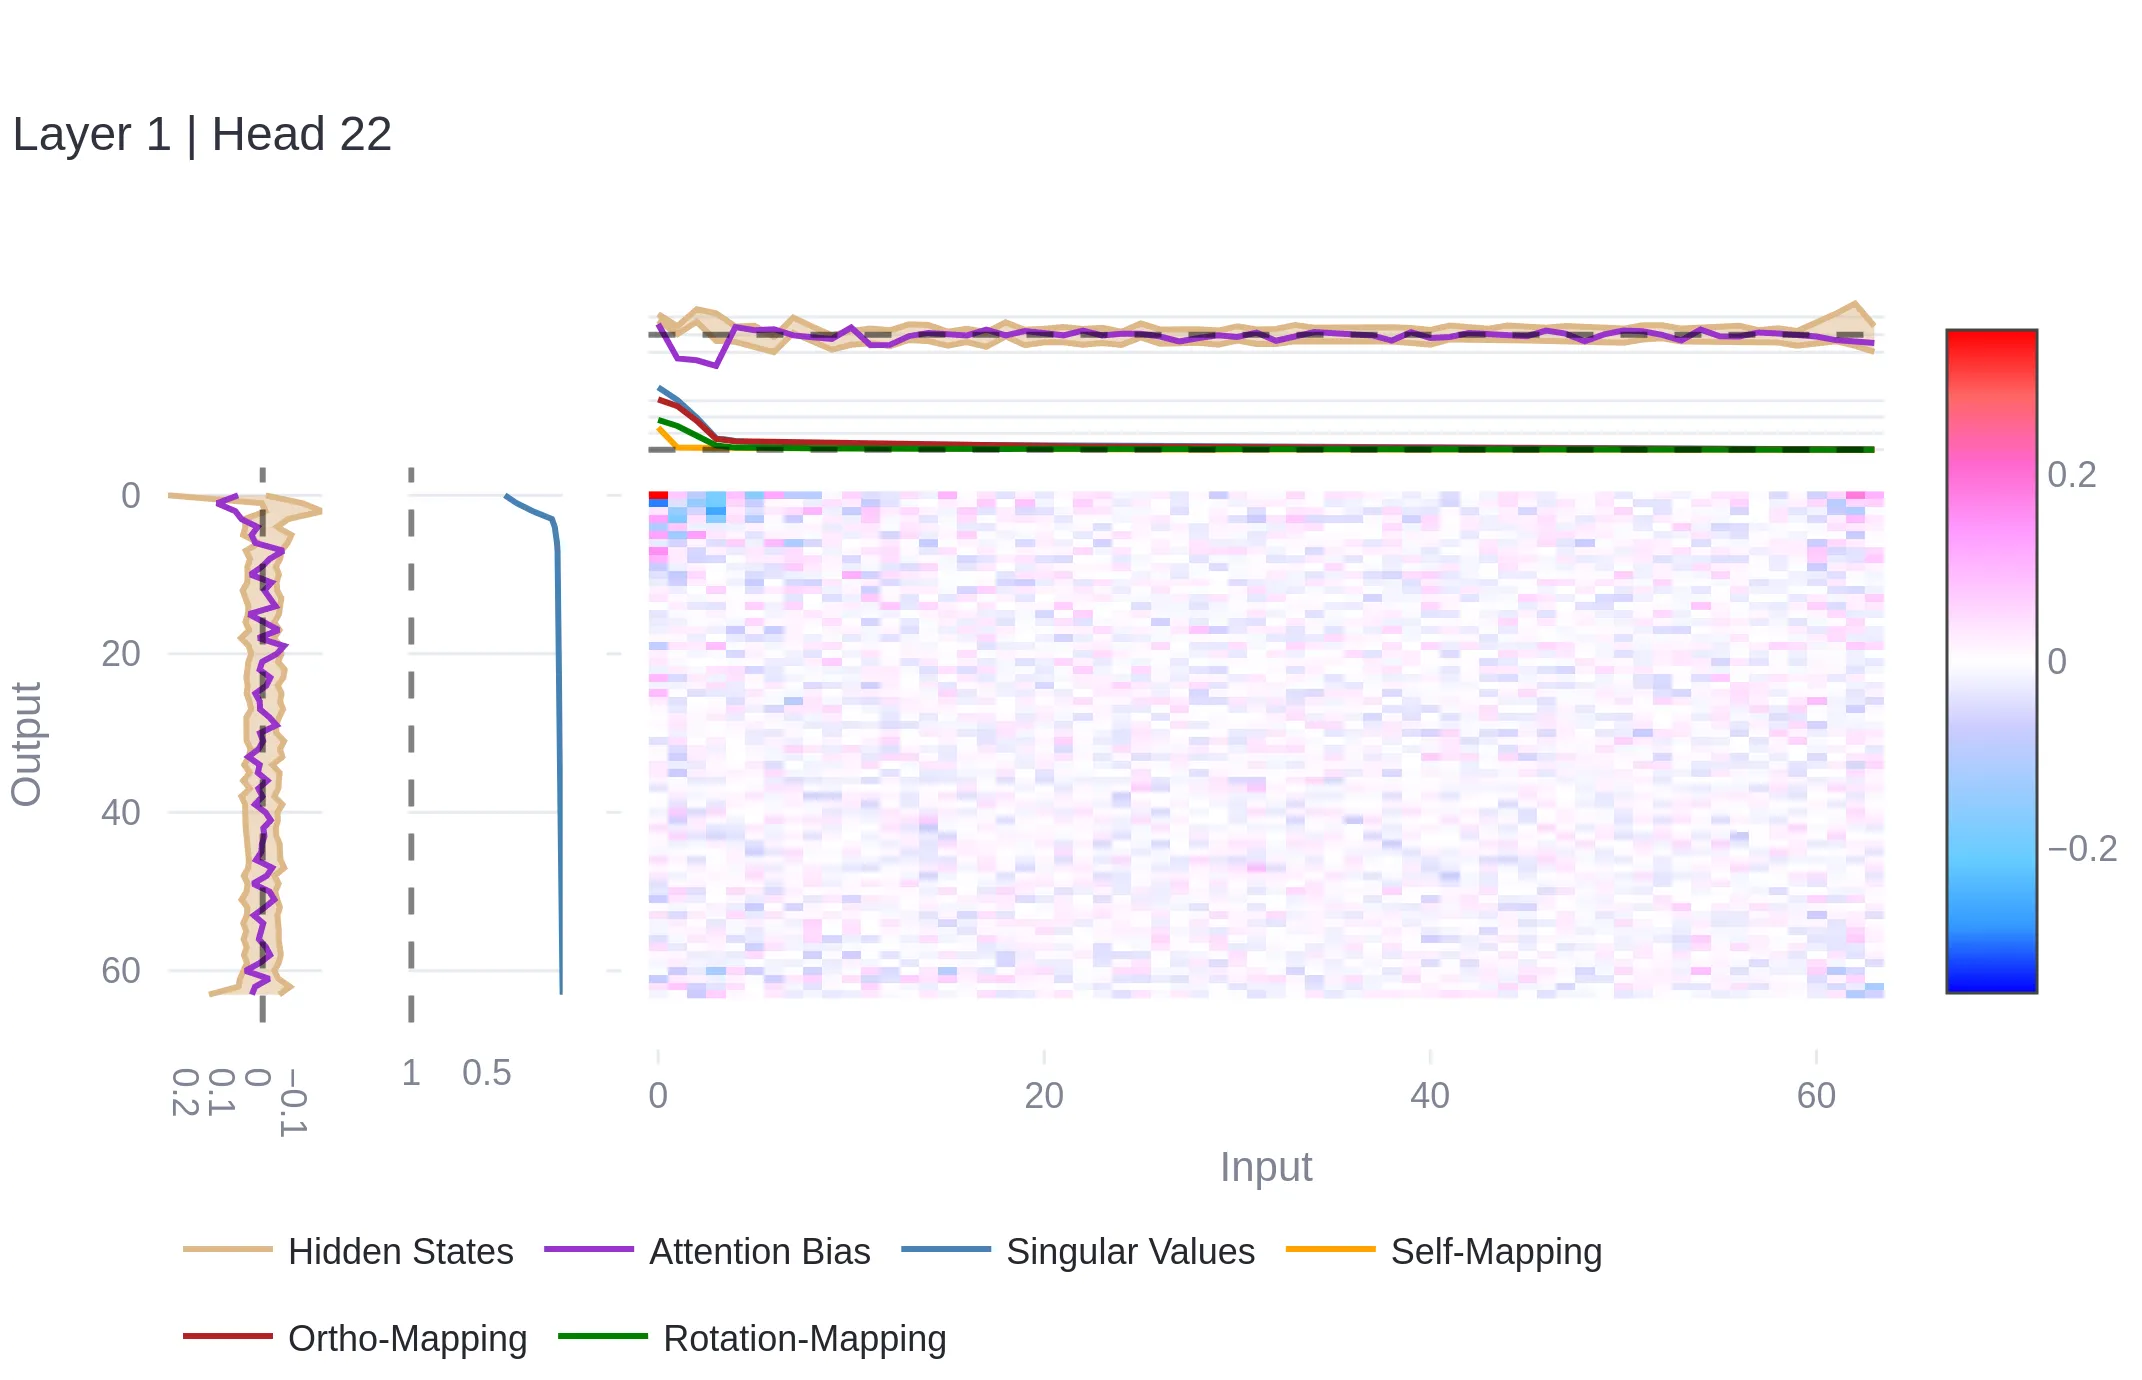 Layer 1 | Head 22
0
20
40
60
Output
0.2
0.1
0
−0.1
1
0.5
0
20
40
60
Input
0.2
0
−0.2
Hidden States
Attention Bias
Singular Values
Self-Mapping
Ortho-Mapping
Rotation-Mapping